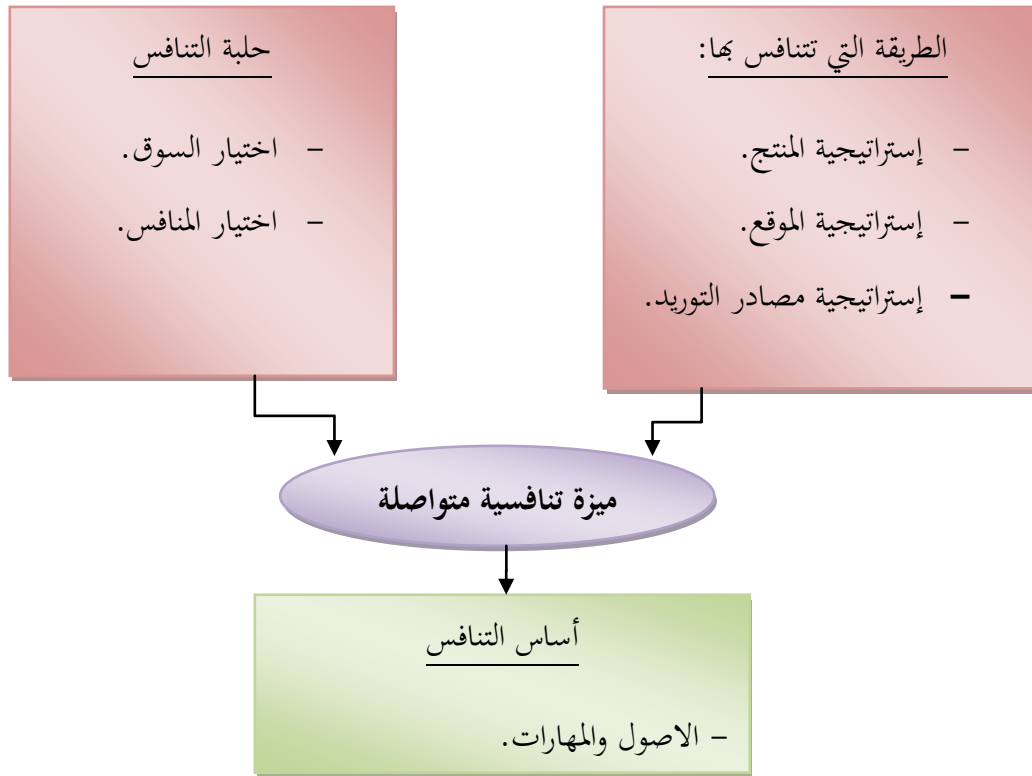 الطريقة التي تتنافس بها:
- إستراتيجية المنتج.
- إستراتيجية الموقع.
- إستراتيجية مصادر التوريد.
حلبة التنافس
- اختيار السوق.
- اختيار المنافس.
ميزة تنافسية متواصلة
أساس التنافس
- الاصول والمهارات.